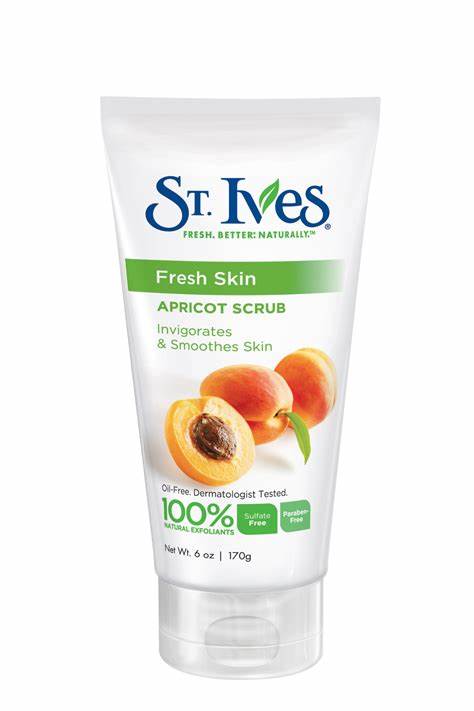 ST. IVES®
FRESH. BETTER: NATURALLY.™
Fresh Skin
APRICOT SCRUB
Invigorates
& Smoothes Skin
Oil-Free. Dermatologist Tested.
100%
NATURAL EXFOLIANTS
Sulfate
Free
Paraben-
Free
Net Wt. 6 oz | 170g